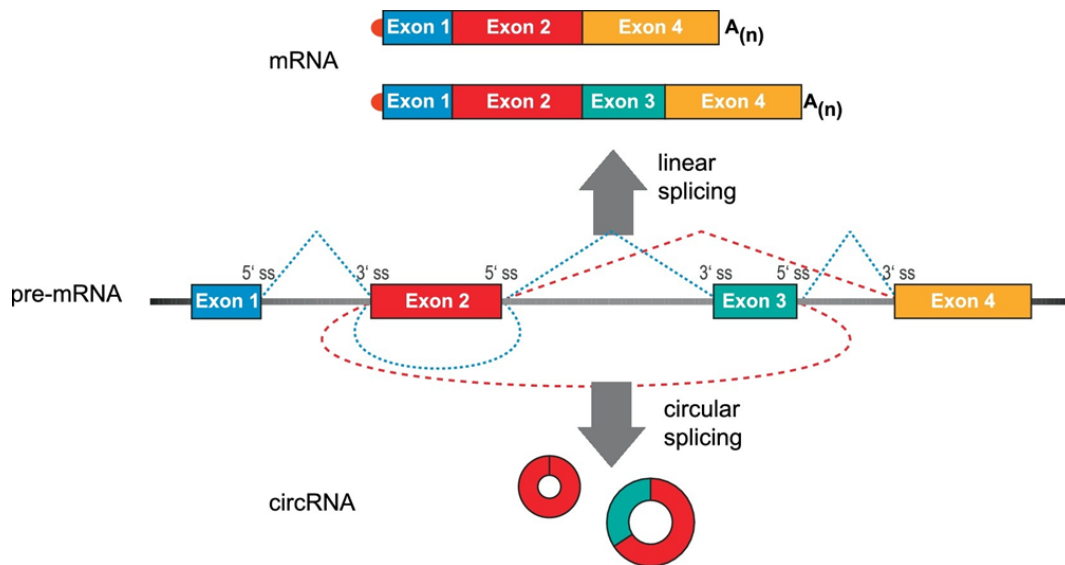 Exon 1 Exon 2 Exon 4 A(n)
mRNA
Exon 1 Exon 2 Exon 3 Exon 4 A(n)
linear
splicing
5' ss 3' ss 5' ss 3' ss 5' ss 3' ss
pre-mRNA Exon 1 Exon 2 Exon 3 Exon 4
circular
splicing
circRNA